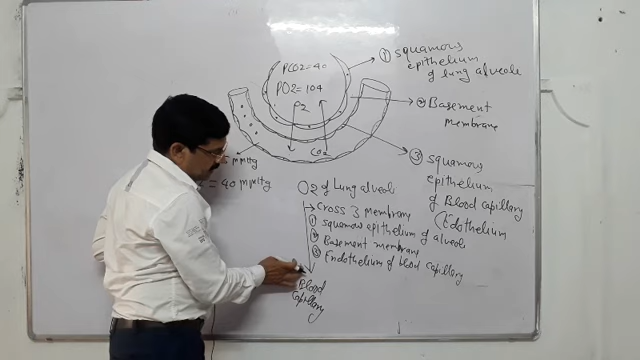 PCO2=40
PO2= 104
O2
CO2
mmHg
= 40 mmHg
① squamous
epithelium
of lung alveole
② Basement
membrane
③ squamous
epithelium
of Blood capillary
(Edothelium
O2 of Lung alveoli
→ Cross 3 membrane
① squamous epithelium of alveoli
② Basement membrane
③ Endothelium of blood capillary
Blood
capillary